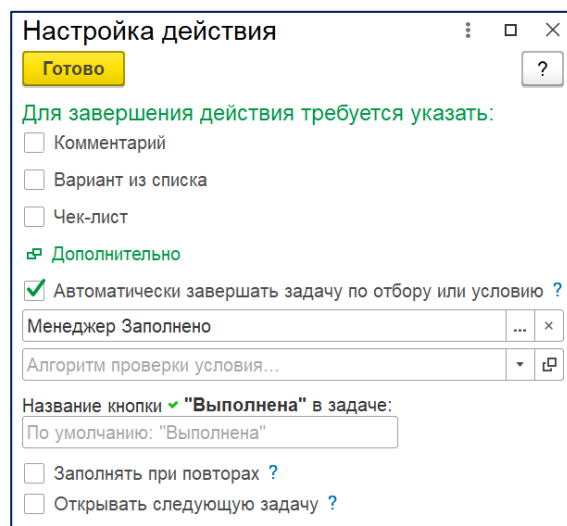 Настройка действия
Готово
?
Для завершения действия требуется указать:
Комментарий
Вариант из списка
Чек-лист
Дополнительно
Автоматически завершать задачу по отбору или условию ?
Менеджер Заполнено ... ×
Алгоритм проверки условия...
Название кнопки "Выполнена" в задаче:
По умолчанию: "Выполнена"
Заполнять при повторах ?
Открывать следующую задачу ?